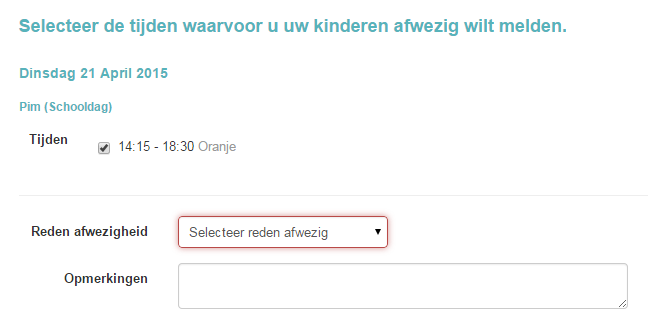 Selecteer de tijden waarvoor u uw kinderen afwezig wilt melden.
Dinsdag 21 April 2015
Pim (Schooldag)
Tijden 14:15 - 18:30 Oranje
Reden afwezigheid Selecteer reden afwezig
Opmerkingen